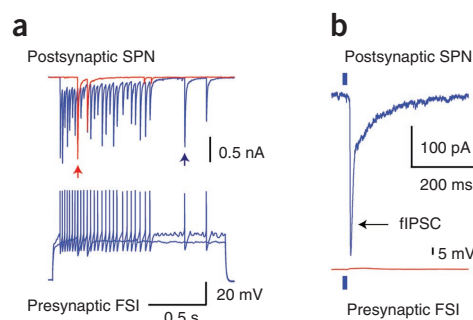 a
Postsynaptic SPN
0.5 nA
20 mV
Presynaptic FSI
0.5 s
b
Postsynaptic SPN
100 pA
200 ms
fIPSC
5 mV
Presynaptic FSI